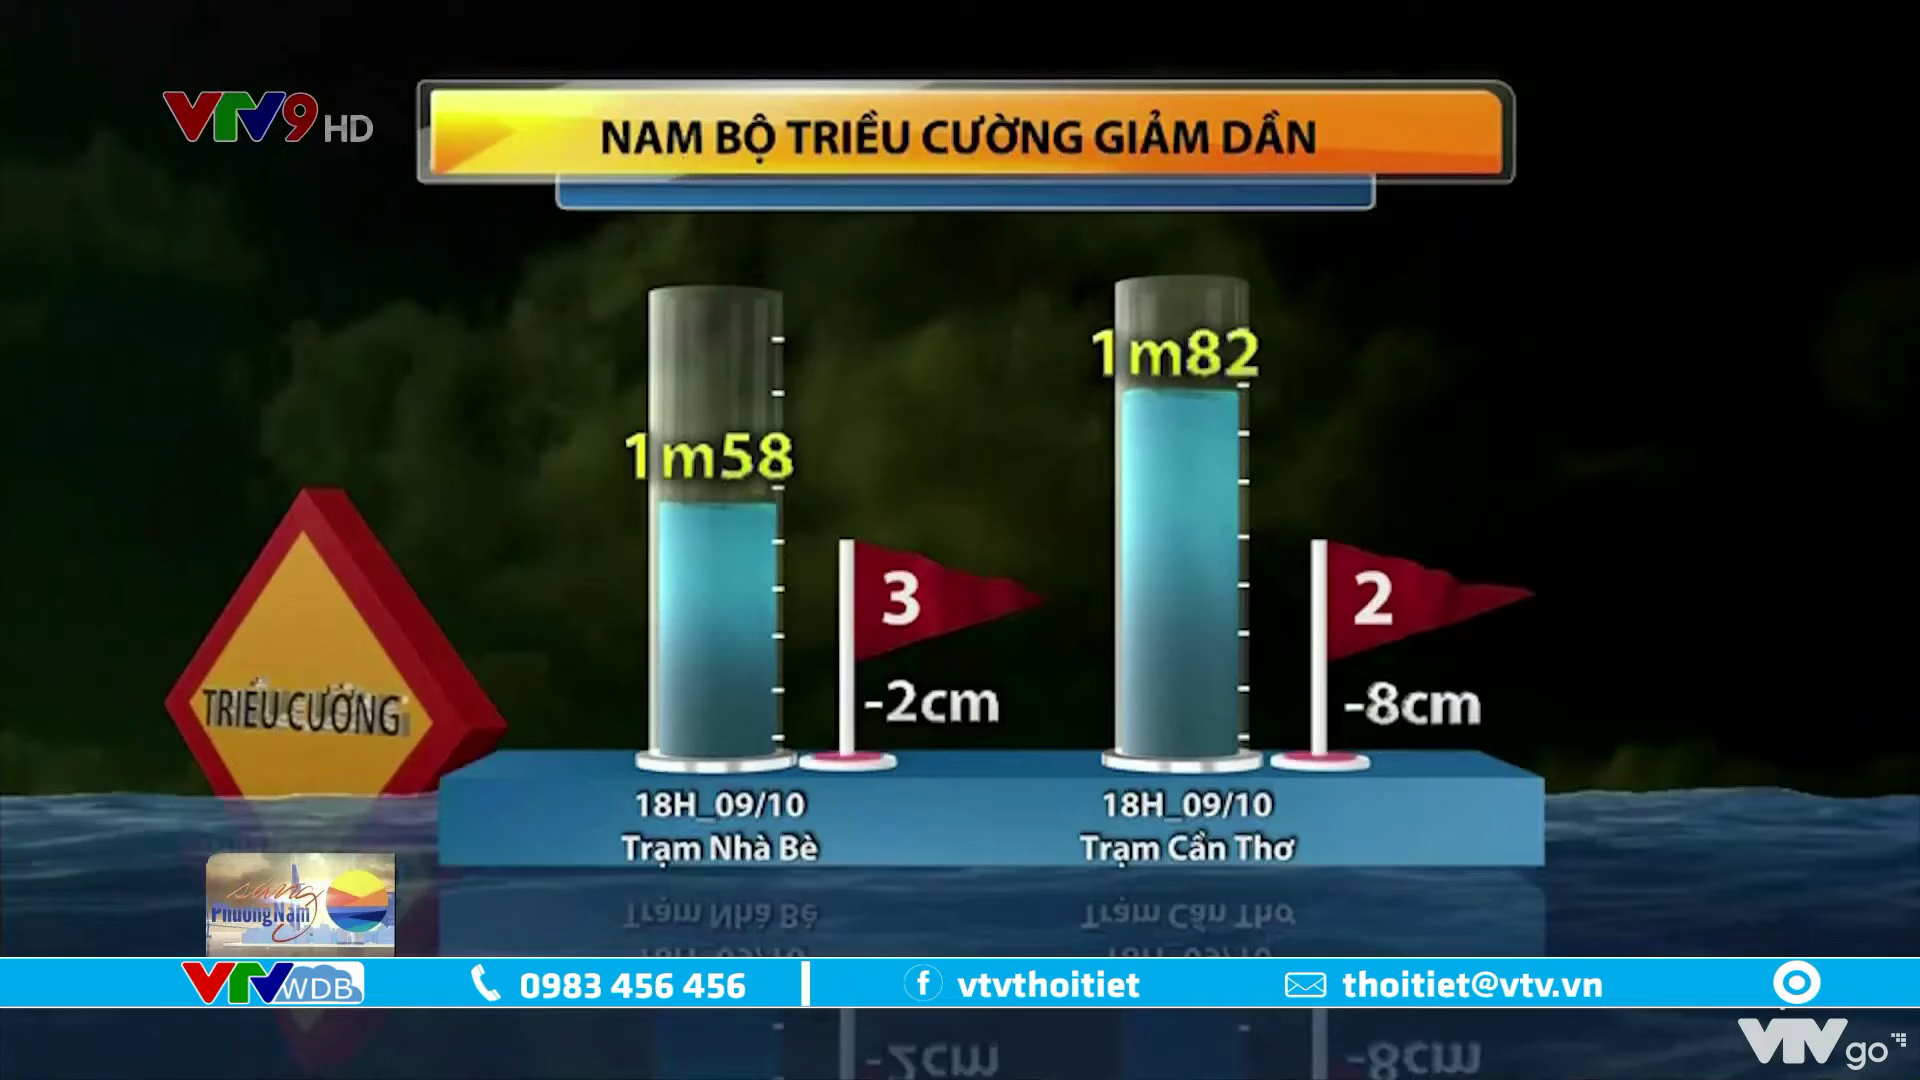 VTV9 HD
NAM BỘ TRIỀU CƯỜNG GIẢM DẦN
1m58
1m82
3
2
-2cm
-8cm
TRIỀU CƯỜNG
18H_09/10
Trạm Nhà Bè
18H_09/10
Trạm Cần Thơ
sáng
Phương Nam
VTV WDB
0983 456 456
vtvthoitiet
thoitiet@vtv.vn
VTV go